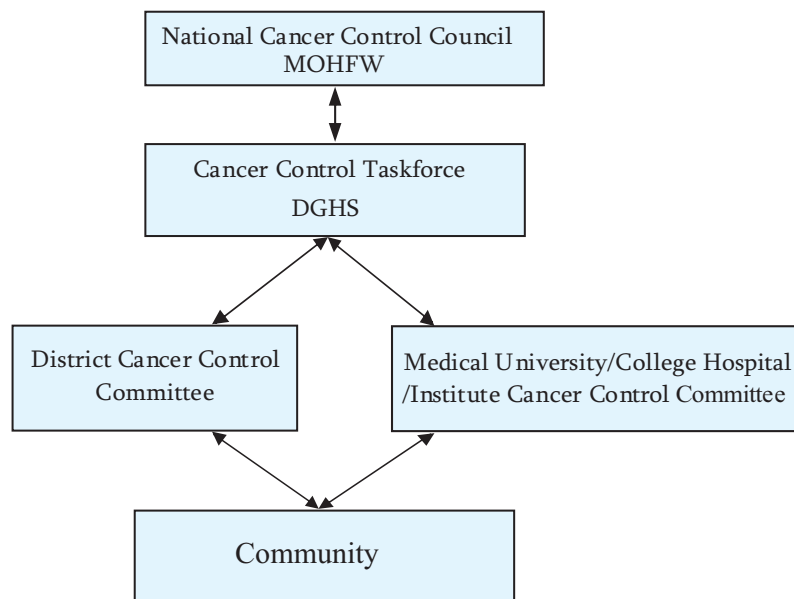 National Cancer Control Council
MOHFW
Cancer Control Taskforce
DGHS
District Cancer Control
Committee
Medical University/College Hospital
/Institute Cancer Control Committee
Community